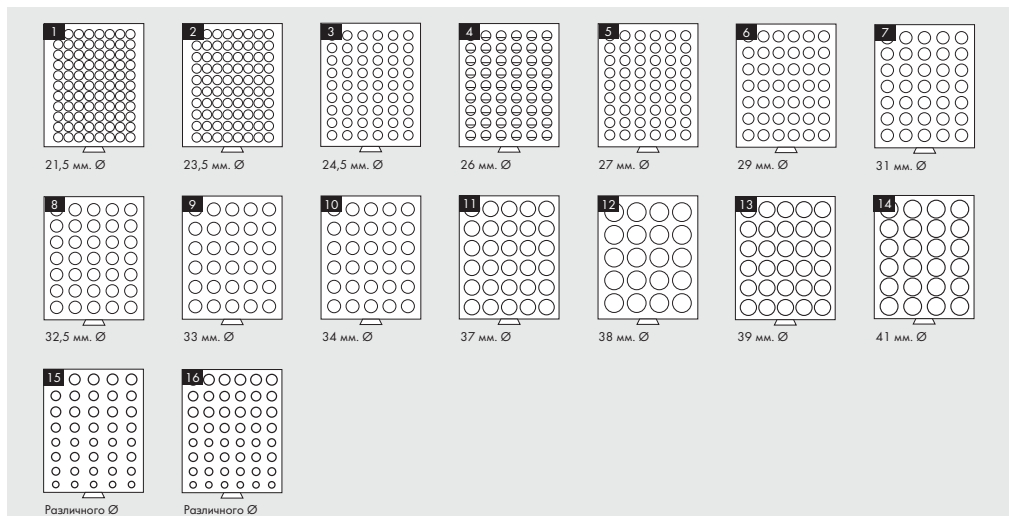 1 2 3 4 5 6 7
21,5 мм. Ø 23,5 мм. Ø 24,5 мм. Ø 26 мм. Ø 27 мм. Ø 29 мм. Ø 31 мм. Ø
8 9 10 11 12 13 14
32,5 мм. Ø 33 мм. Ø 34 мм. Ø 37 мм. Ø 38 мм. Ø 39 мм. Ø 41 мм. Ø
15 16
Различного Ø Различного Ø